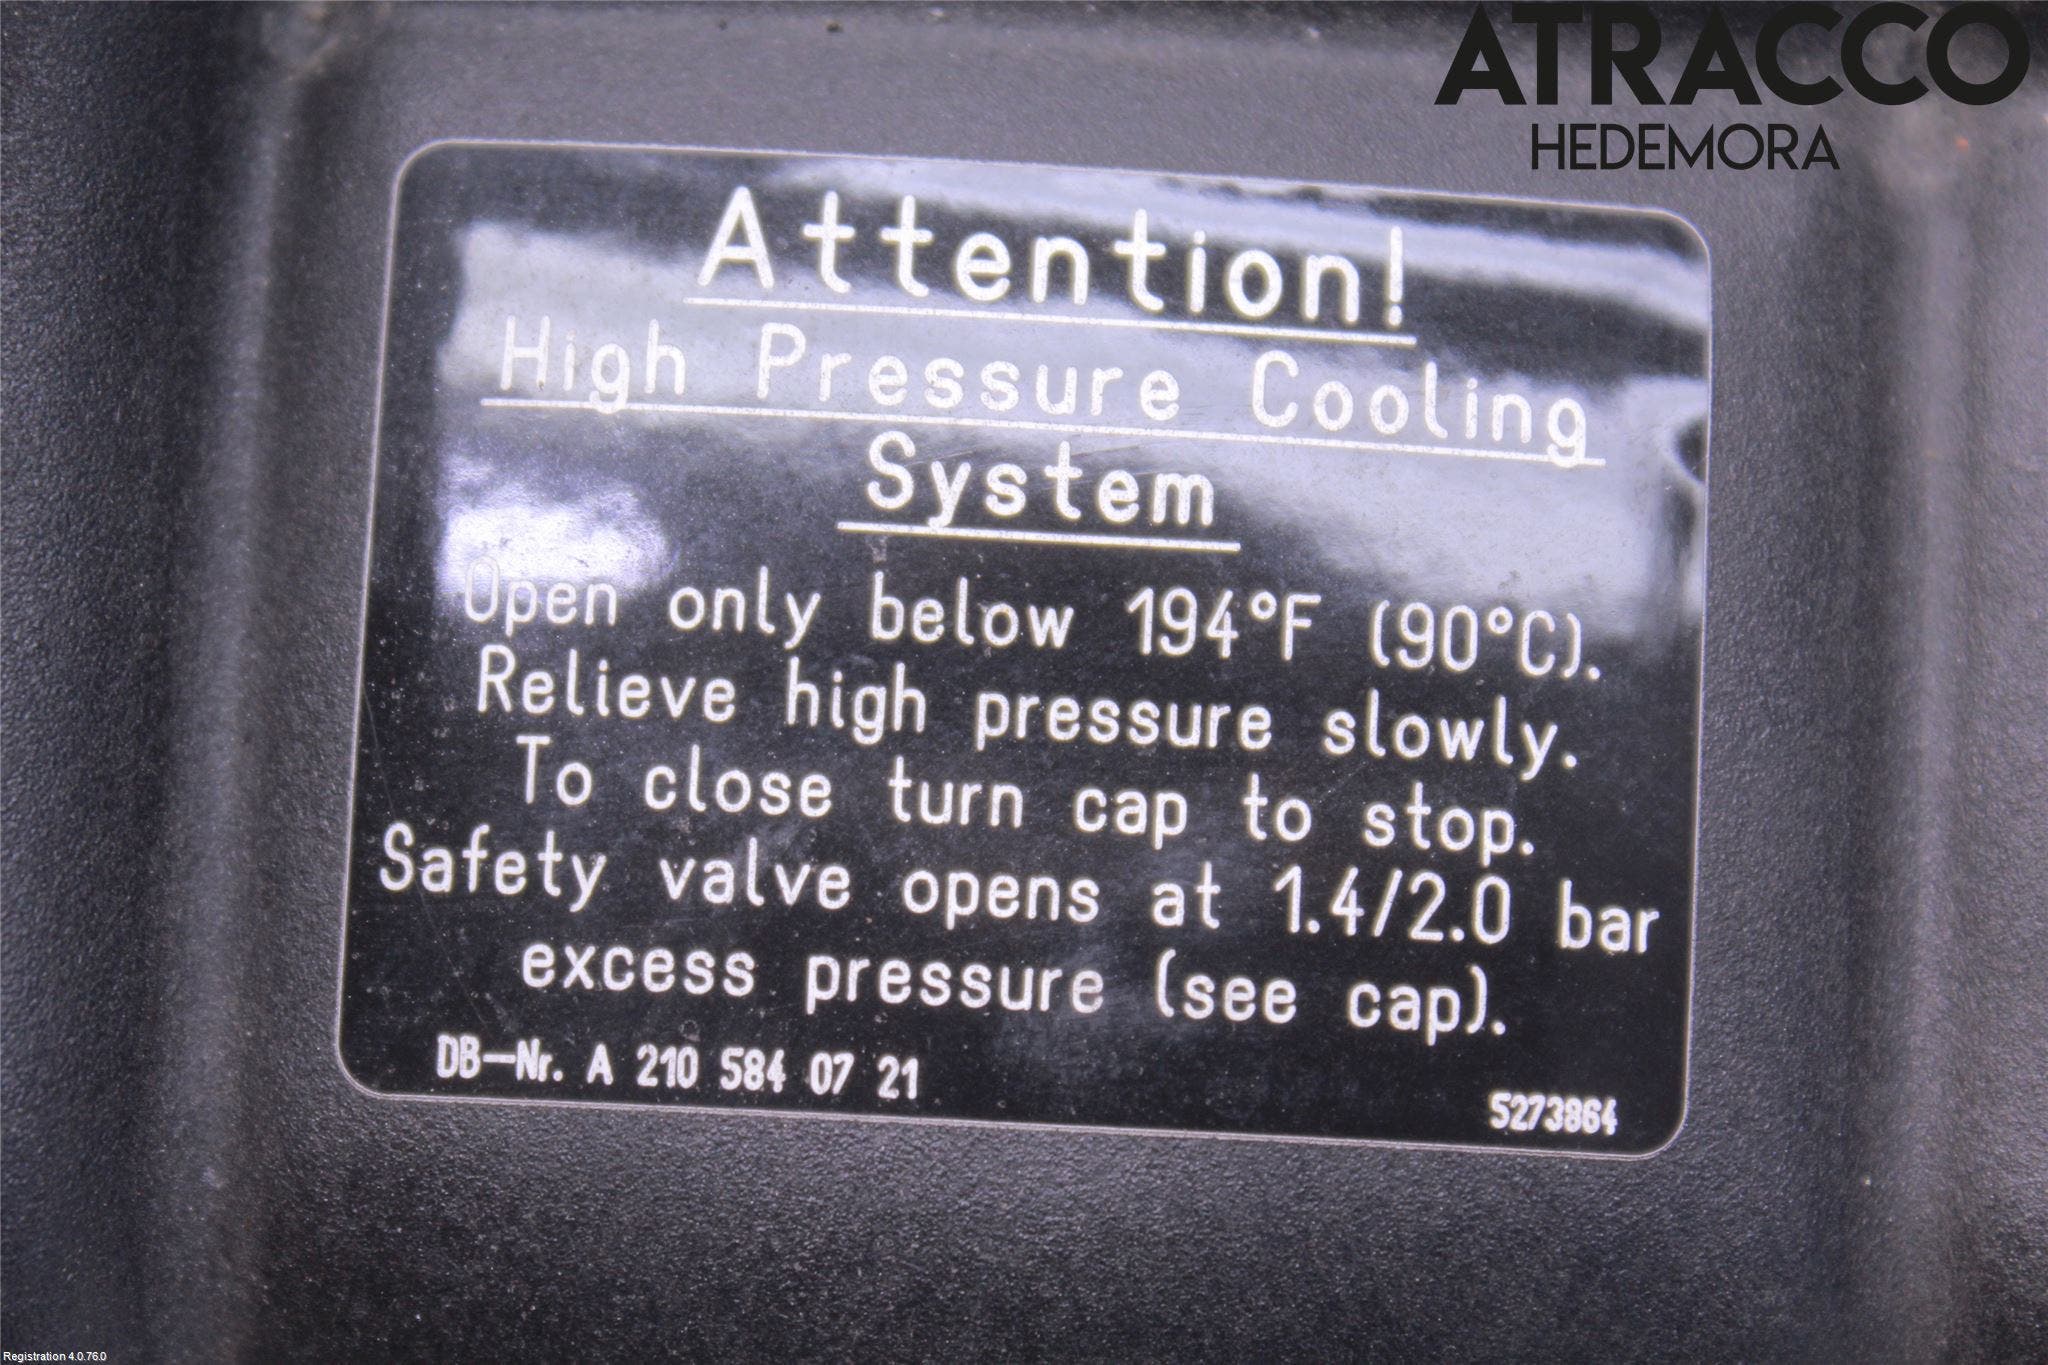 ATRACCO
HEDEMORA
Attention!
High Pressure Cooling
System
Open only below 194°F (90°C).
Relieve high pressure slowly.
To close turn cap to stop.
Safety valve opens at 1.4/2.0 bar
excess pressure (see cap).
DB-Nr. A 210 584 07 21
5273864
Registration 4.0.76.0